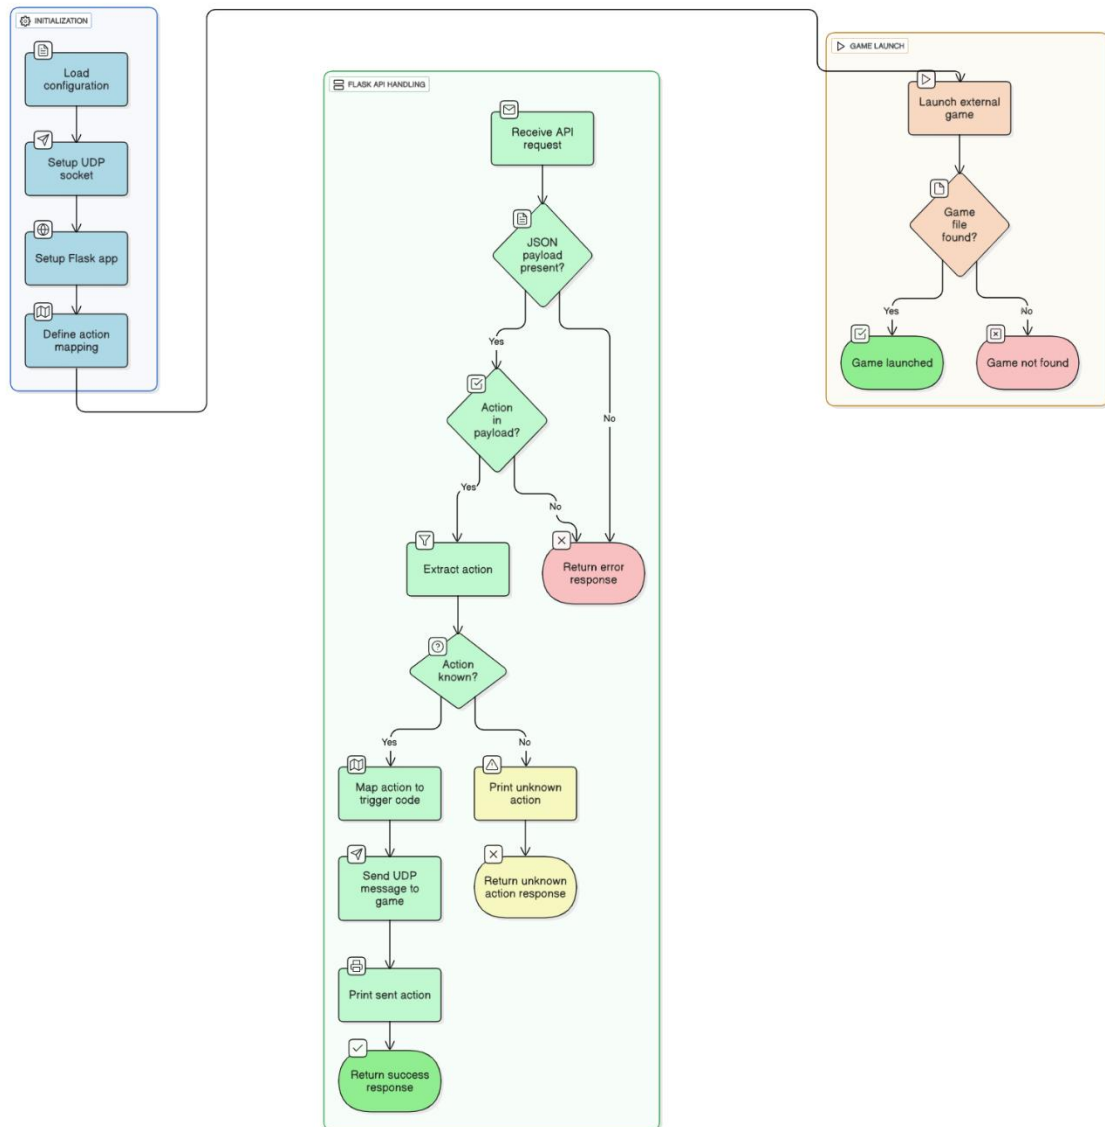 INITIALIZATION
Load
configuration
Setup UDP
socket
Setup Flask app
Define action
mapping
FLASK API HANDLING
Receive API
request
JSON
payload
present?
Yes
No
Action
in
payload?
Yes
No
Extract action
Return error
response
Action
known?
Yes
No
Map action to
trigger code
Print unknown
action
Send UDP
message to
game
Return unknown
action response
Print sent action
Return success
response
GAME LAUNCH
Launch external
game
Game
file
found?
Yes
No
Game launched
Game not found